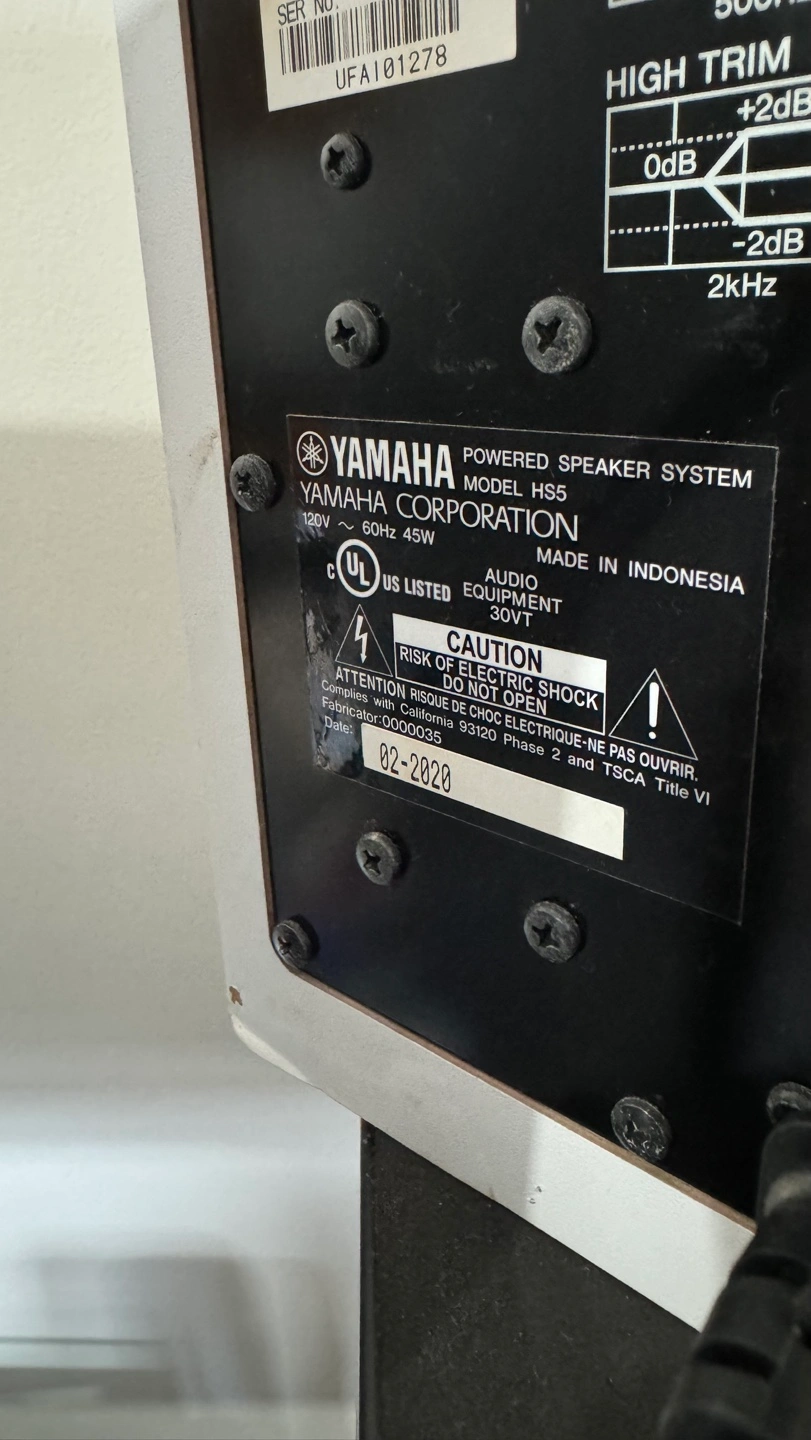 SER NO.
UFAI01278
HIGH TRIM
+2dB
0dB
-2dB
2kHz
YAMAHA POWERED SPEAKER SYSTEM
MODEL HS5
YAMAHA CORPORATION
120V ~ 60Hz 45W
MADE IN INDONESIA
C UL US LISTED
AUDIO
EQUIPMENT
30VT
CAUTION
RISK OF ELECTRIC SHOCK
DO NOT OPEN
ATTENTION RISQUE DE CHOC ELECTRIQUE-NE PAS OUVRIR.
Complies with California 93120 Phase 2 and TSCA Title VI
Fabricator:0000035
Date:
02-2020